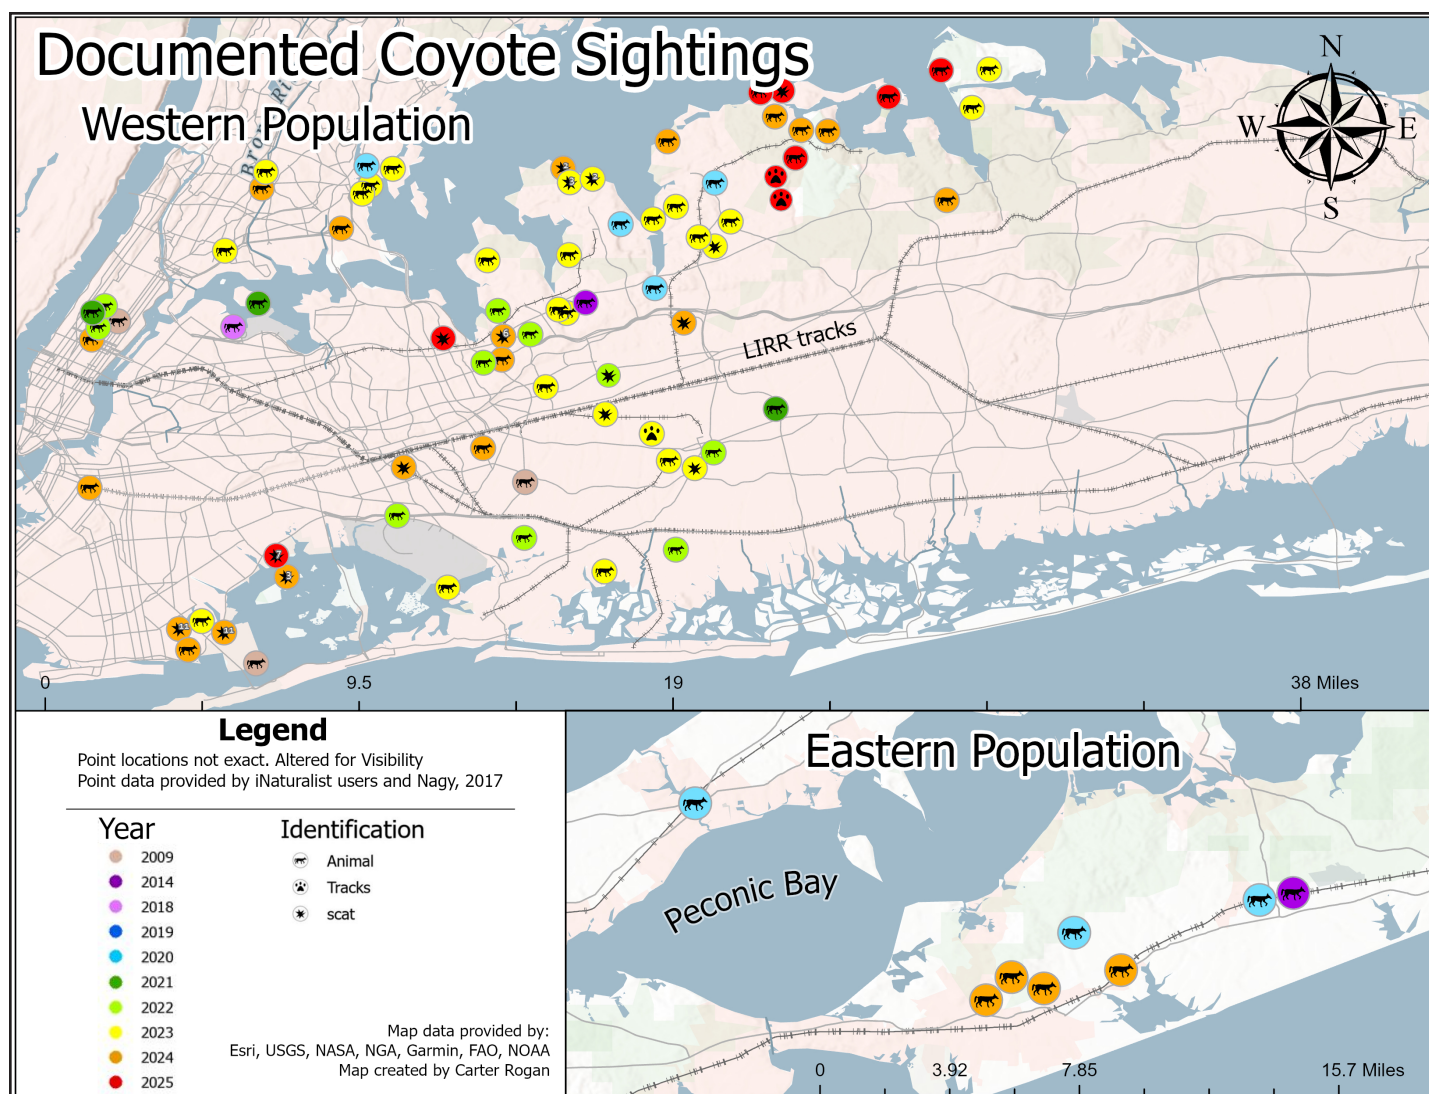 Documented Coyote Sightings
Western Population
N
W
E
S
LIRR tracks
0
9.5
19
38 Miles
Legend
Point locations not exact. Altered for Visibility
Point data provided by iNaturalist users and Nagy, 2017
Year
2009
2014
2018
2019
2020
2021
2022
2023
2024
2025
Identification
Animal
Tracks
scat
Map data provided by:
Esri, USGS, NASA, NGA, Garmin, FAO, NOAA
Map created by Carter Rogan
Eastern Population
Peconic Bay
0
3.92
7.85
15.7 Miles